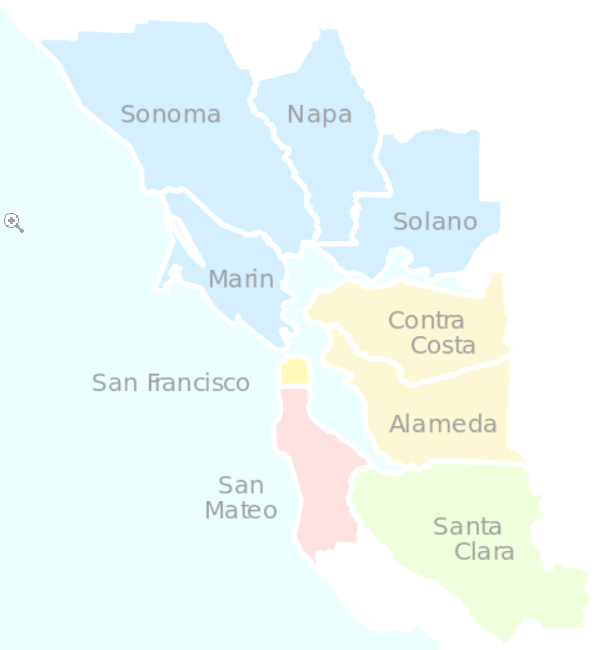 Sonoma
Napa
Solano
Marin
Contra
Costa
San Francisco
Alameda
San
Mateo
Santa
Clara